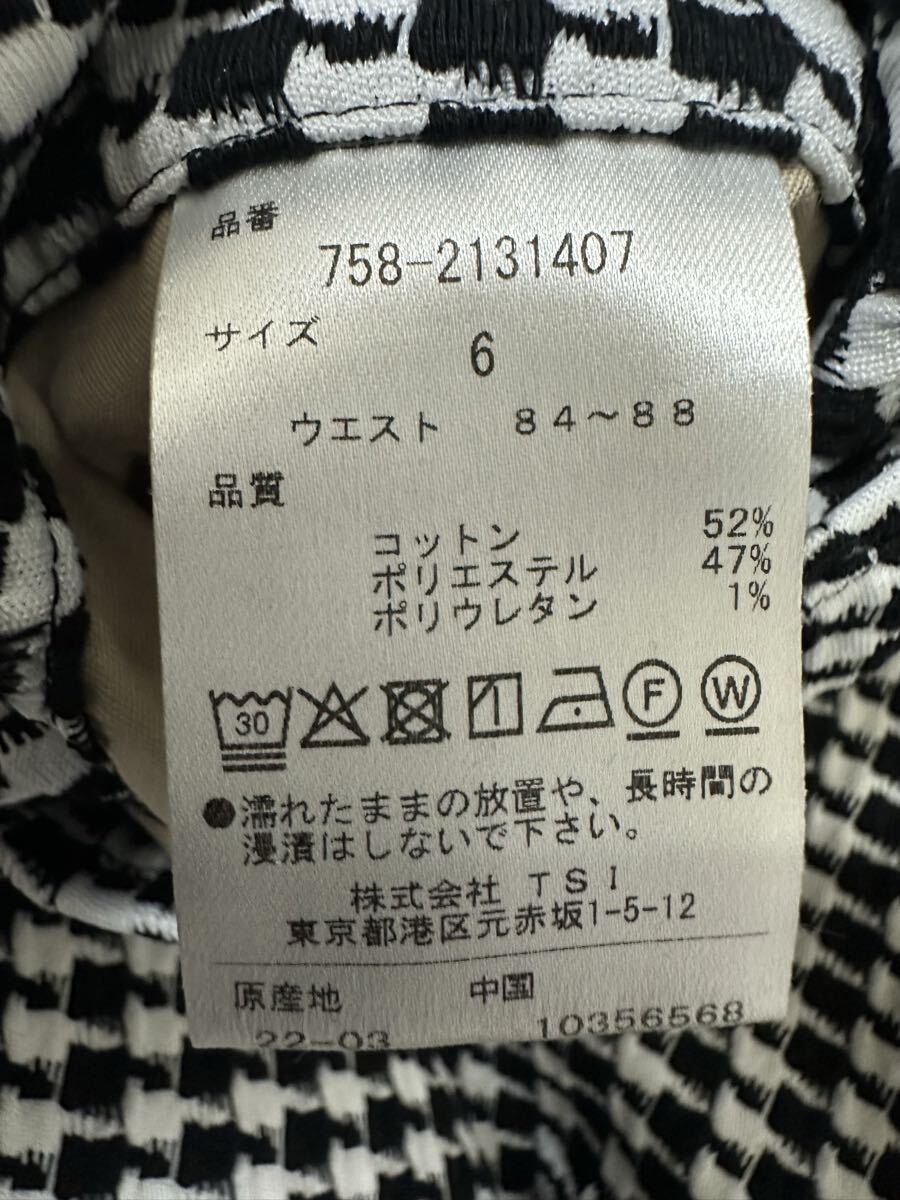 品番
758-2131407
サイズ
6
ウエスト 84～88
品質
コットン 52%
ポリエステル 47%
ポリウレタン 1%
30 F W
●濡れたままの放置や、長時間の
浸漬はしないで下さい。
株式会社 TSI
東京都港区元赤坂1-5-12
原産地 中国
22-03 10356568